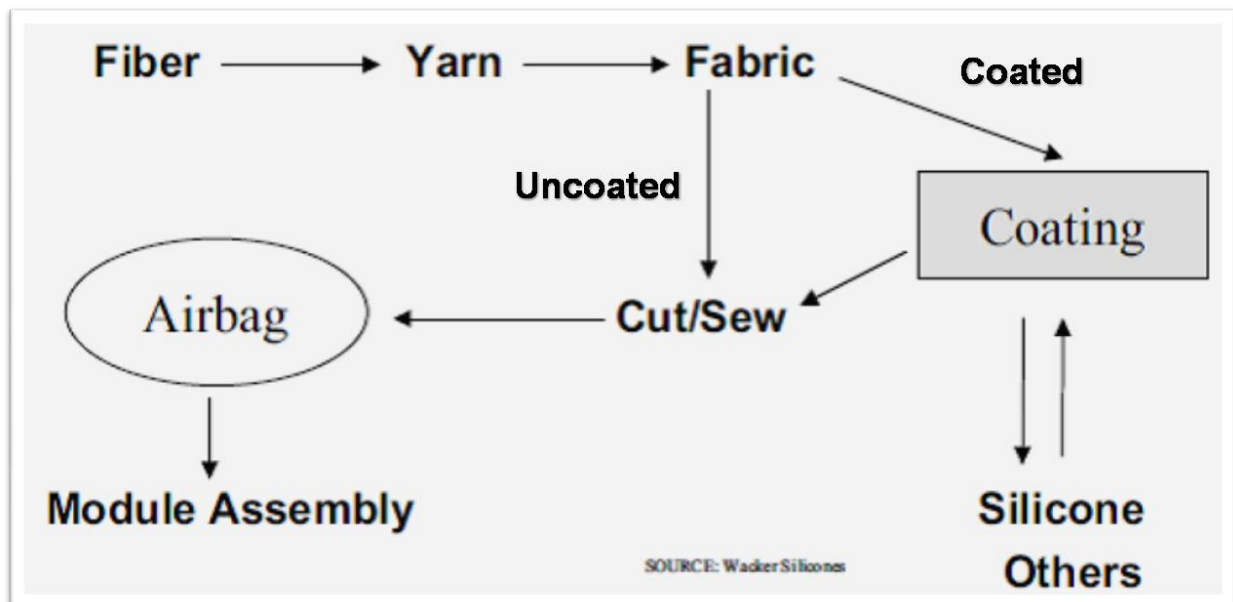 Fiber
Yarn
Fabric
Coated
Uncoated
Coating
Airbag
Cut/Sew
Module Assembly
Silicone
Others
SOURCE: Wacker Silicones